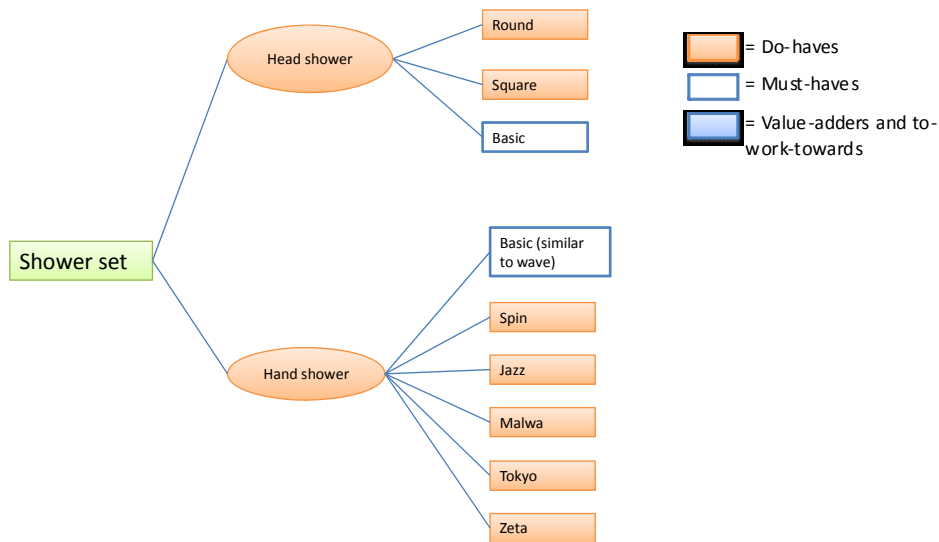 Round
Head shower
Square
Basic
= Do-haves
= Must-haves
= Value-adders and to-
work-towards
Shower set
Basic (similar
to wave)
Spin
Jazz
Hand shower
Malwa
Tokyo
Zeta